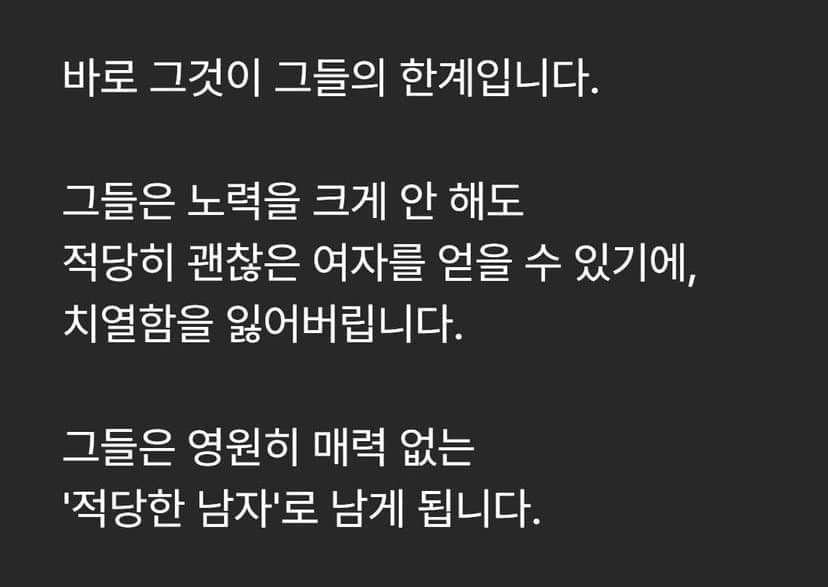 바로 그것이 그들의 한계입니다.
그들은 노력을 크게 안 해도
적당히 괜찮은 여자를 얻을 수 있기에,
치열함을 잃어버립니다.
그들은 영원히 매력 없는
'적당한 남자'로 남게 됩니다.